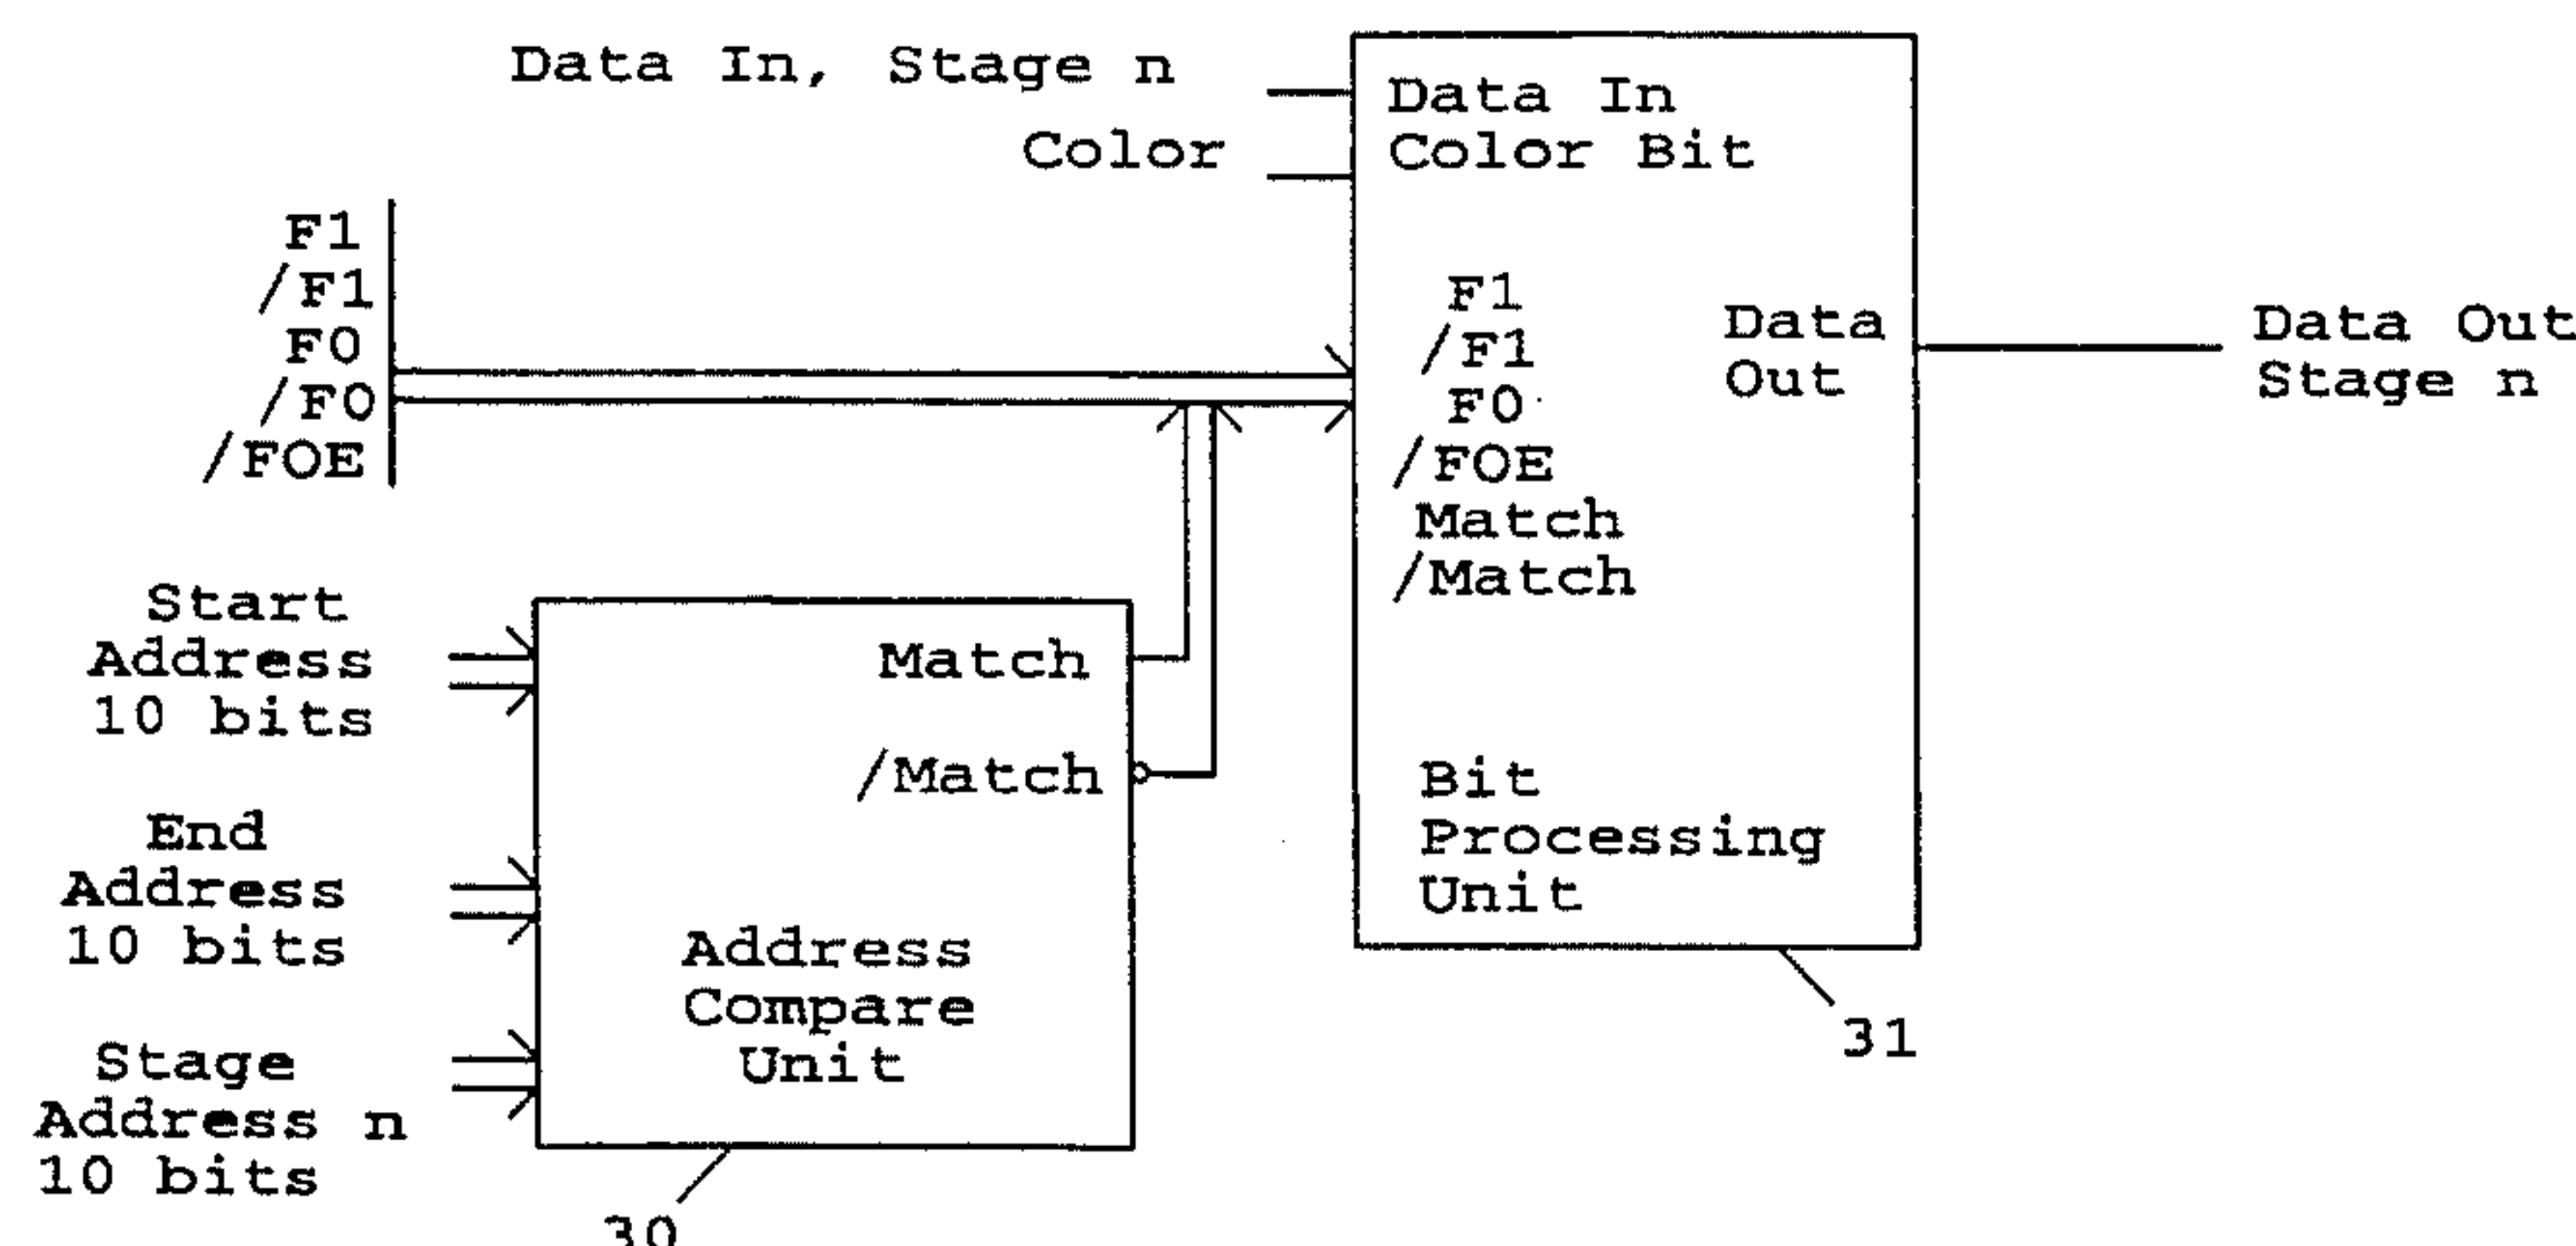 Data In, Stage n
Color
F1
/F1
F0
/F0
/FOE
Data In
Color Bit
F1
/F1
F0
/FOE
Match
/Match
Data
Out
Bit
Processing
Unit
31
Data Out
Stage n
Start
Address
10 bits
End
Address
10 bits
Stage
Address n
10 bits
Match
/Match
Address
Compare
Unit
30